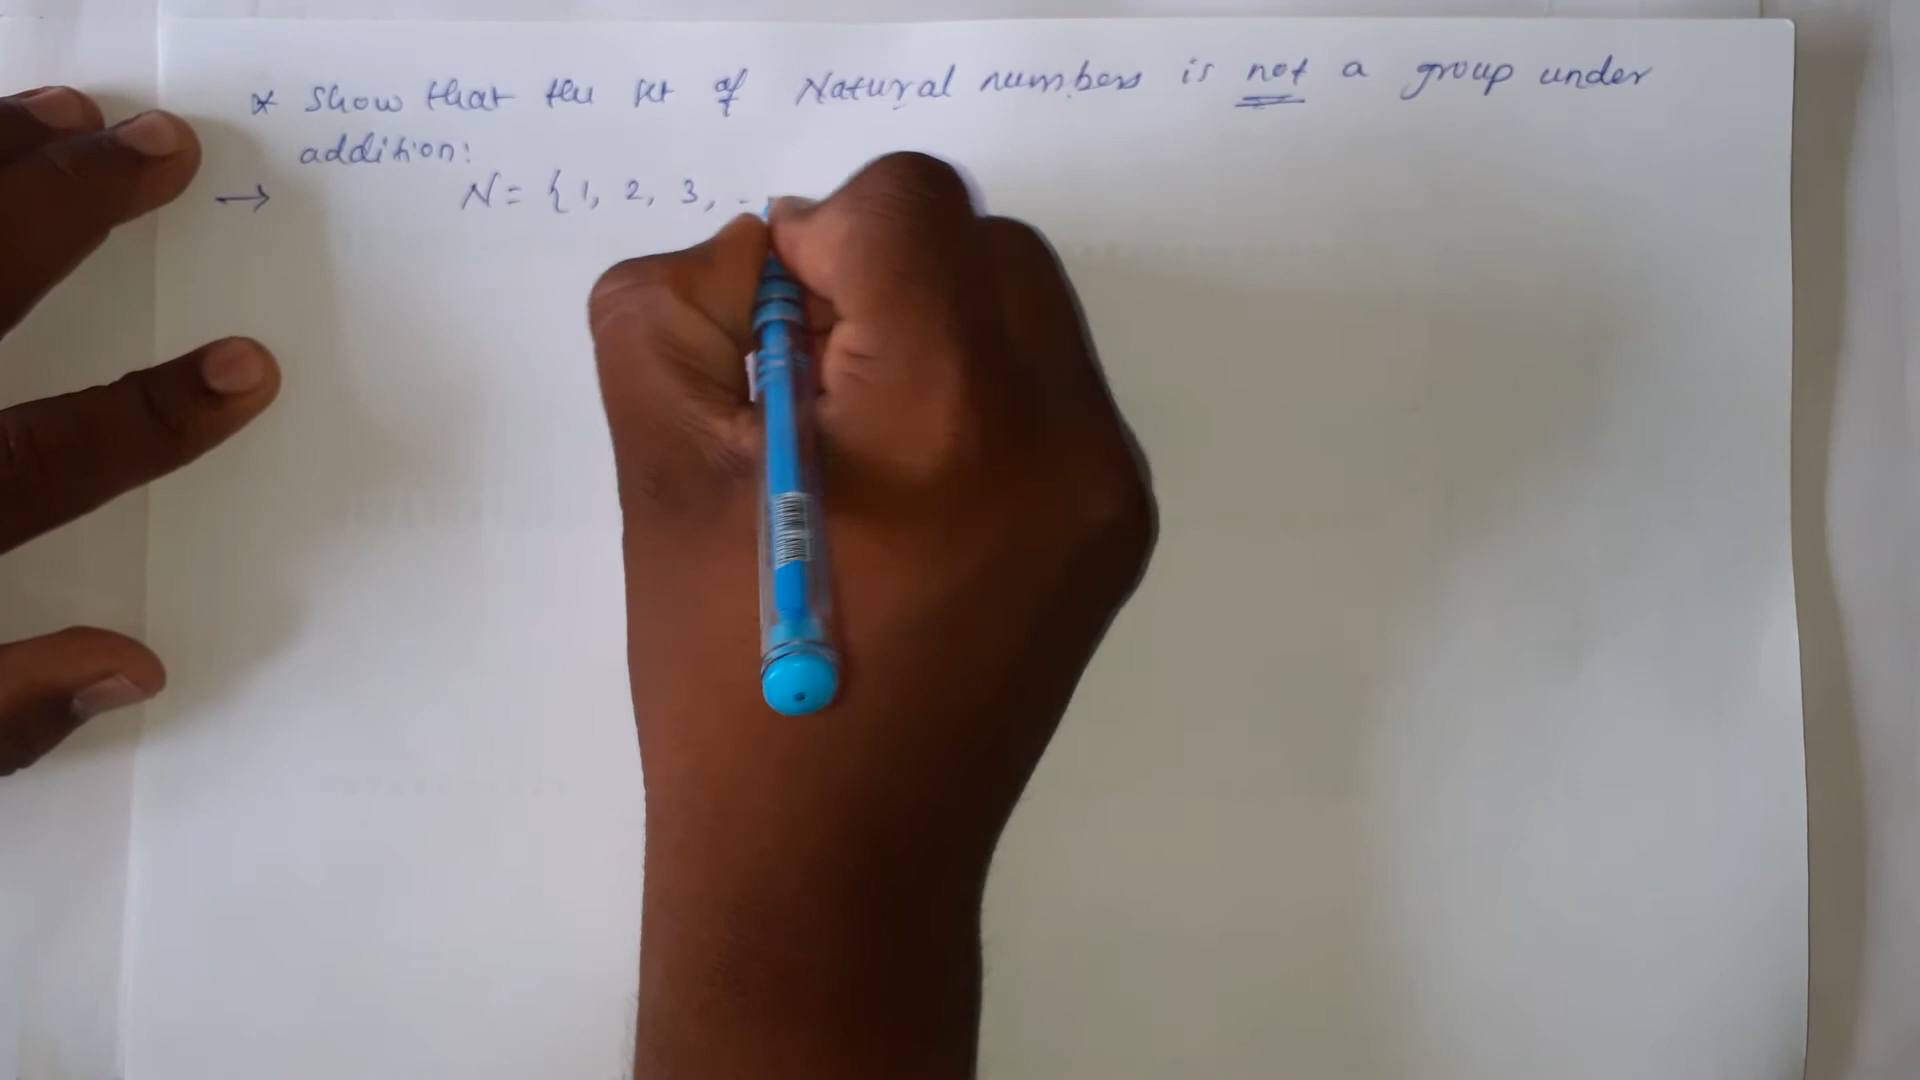 * Show that the set of Natural numbers is not a group under
addition:
→ N = {1, 2, 3, -